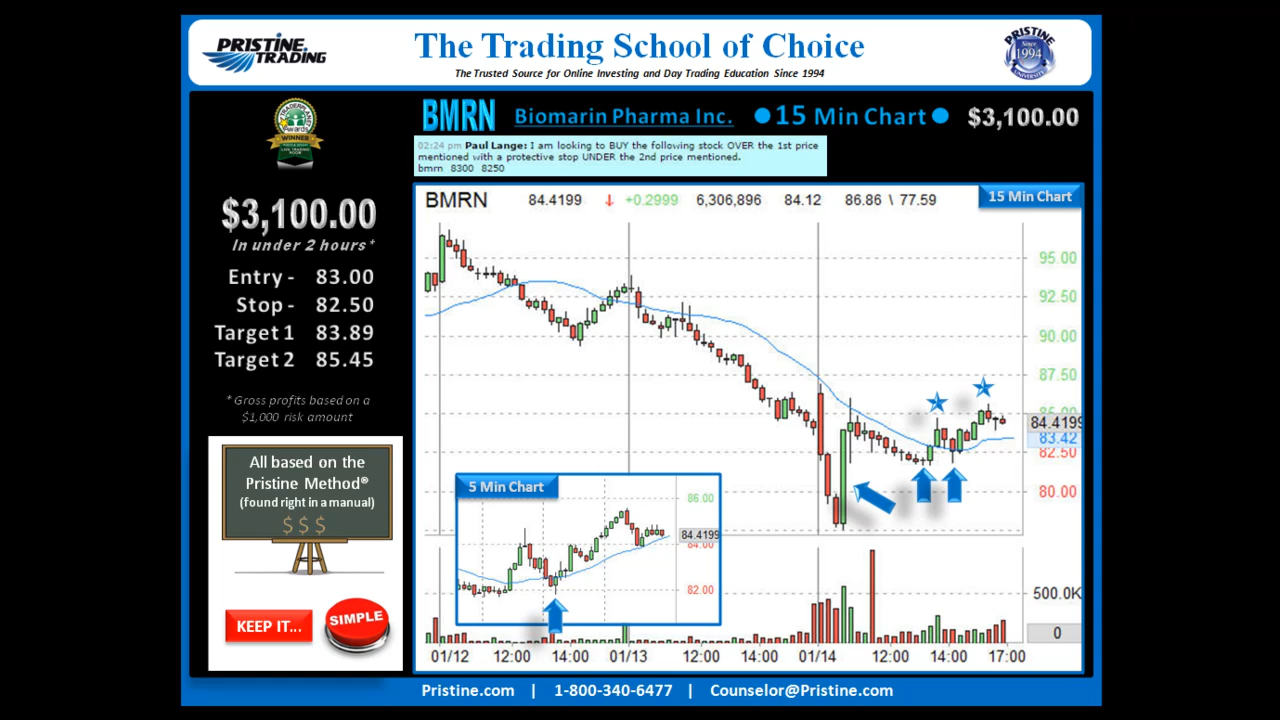 PRISTINE TRADING
The Trading School of Choice
The Trusted Source for Online Investing and Day Trading Education Since 1994
PRISTINE
Since
1994
UNIVERSITY
WINNER
BMRN Biomarin Pharma Inc. ●15 Min Chart● $3,100.00
02:24 pm Paul Lange: I am looking to BUY the following stock OVER the 1st price
mentioned with a protective stop UNDER the 2nd price mentioned.
bmrn 8300 8250
$3,100.00
In under 2 hours*
Entry - 83.00
Stop - 82.50
Target 1 83.89
Target 2 85.45
* Gross profits based on a
$1,000 risk amount
All based on the
Pristine Method®
(found right in a manual)
$ $ $
KEEP IT...
SIMPLE
BMRN 84.4199 ↓ +0.2999 6,306,896 84.12 86.86 \ 77.59
15 Min Chart
95.00
92.50
90.00
87.50
85.00
84.4199
83.42
82.50
80.00
5 Min Chart
86.00
84.4199
84.00
82.00
500.0K
0
01/12 12:00 14:00 01/13 12:00 14:00 01/14 12:00 14:00 17:00
Pristine.com | 1-800-340-6477 | Counselor@Pristine.com